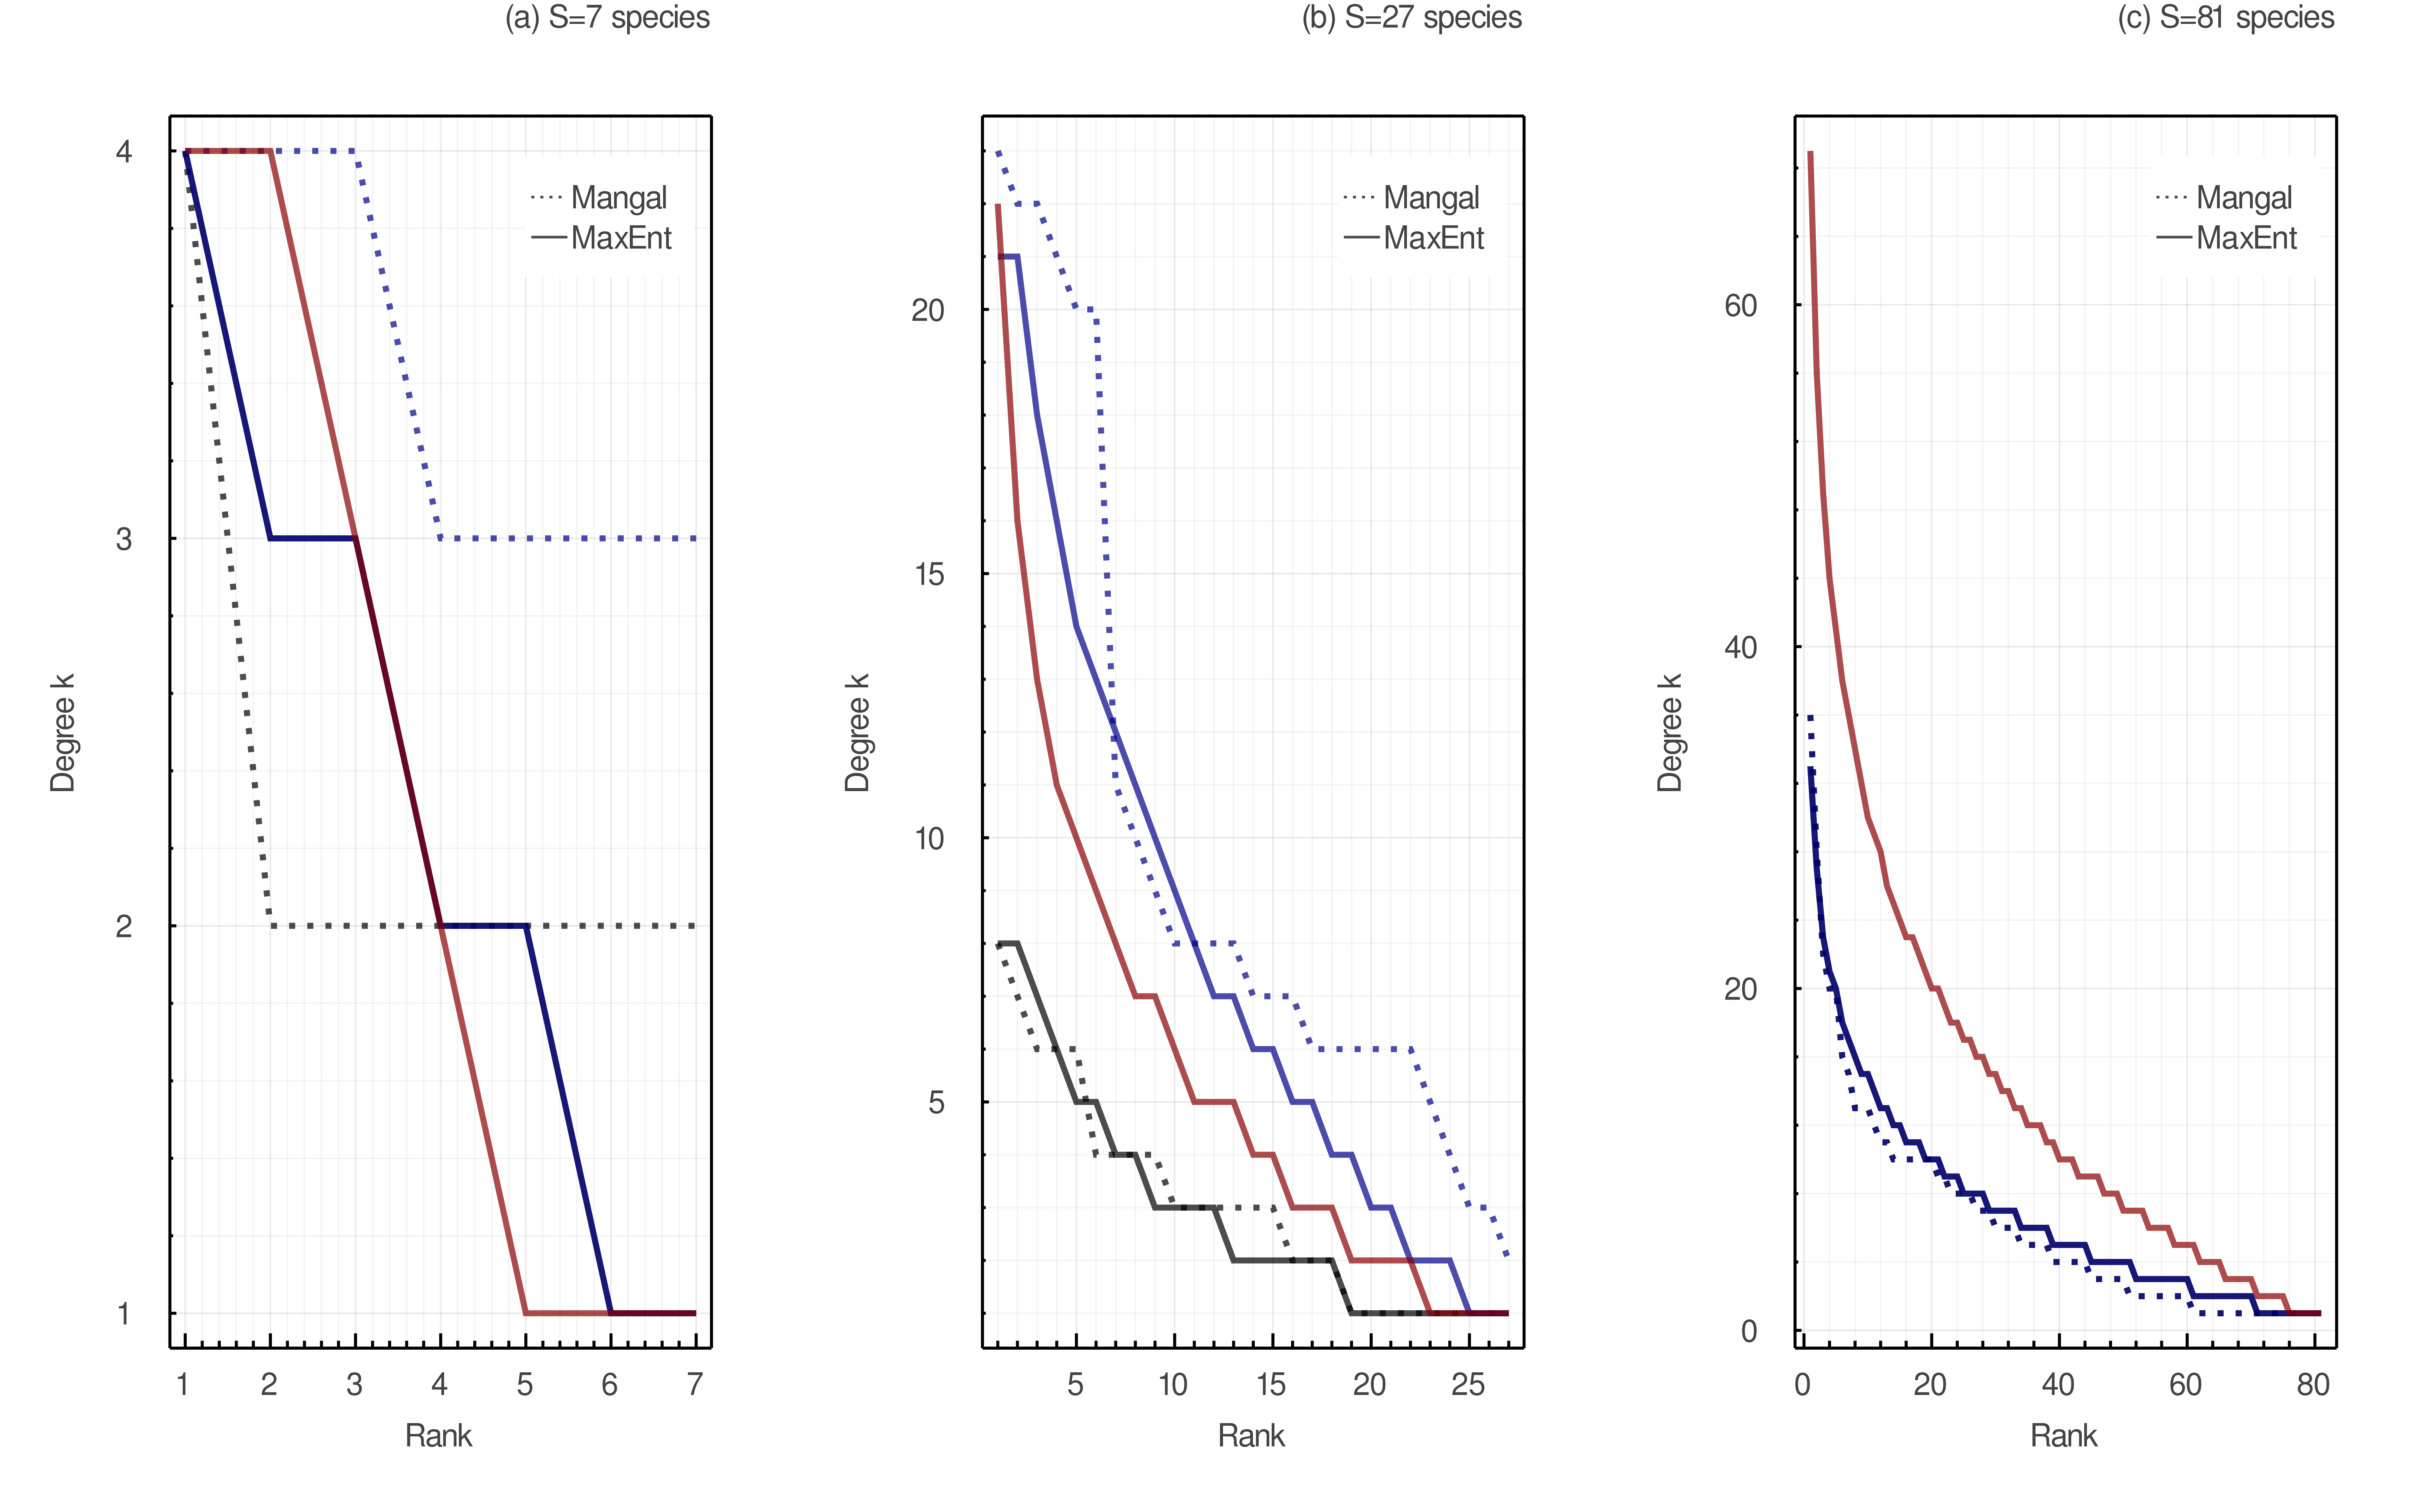 (a) S=7 species
Mangal
MaxEnt
4
3
2
1
Degree k
1 2 3 4 5 6 7
Rank
(b) S=27 species
Mangal
MaxEnt
20
15
10
5
Degree k
5 10 15 20 25
Rank
(c) S=81 species
Mangal
MaxEnt
60
40
20
0
Degree k
0 20 40 60 80
Rank